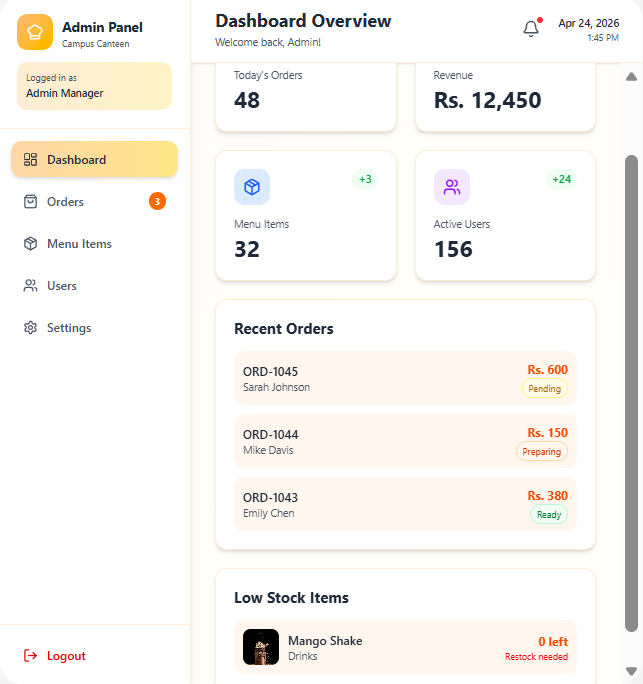 Admin Panel
Campus Canteen
Logged in as
Admin Manager
Dashboard
Orders
3
Menu Items
Users
Settings
Logout
Dashboard Overview
Welcome back, Admin!
Apr 24, 2026
1:45 PM
Today's Orders
48
Revenue
Rs. 12,450
+3
Menu Items
32
+24
Active Users
156
Recent Orders
ORD-1045
Sarah Johnson
Rs. 600
Pending
ORD-1044
Mike Davis
Rs. 150
Preparing
ORD-1043
Emily Chen
Rs. 380
Ready
Low Stock Items
Mango Shake
Drinks
0 left
Restock needed